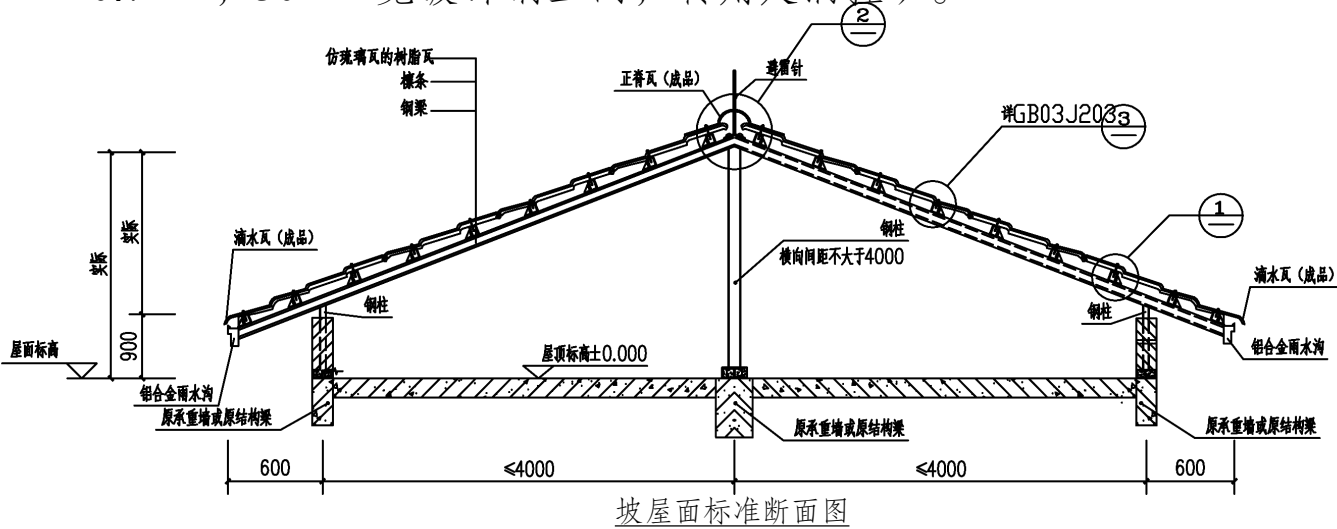 2
仿琉璃瓦的树脂瓦
檩条
钢梁
正脊瓦（成品）
避雷针
详GB03J203
3
1
滴水瓦（成品）
钢柱
横向间距不大于4000
滴水瓦（成品）
实际
实际
钢柱
钢柱
900
屋面标高
屋顶标高±0.000
铝合金雨水沟
铝合金雨水沟
原承重墙或原结构梁
原承重墙或原结构梁
原承重墙或原结构梁
600
≤4000
≤4000
600
坡屋面标准断面图